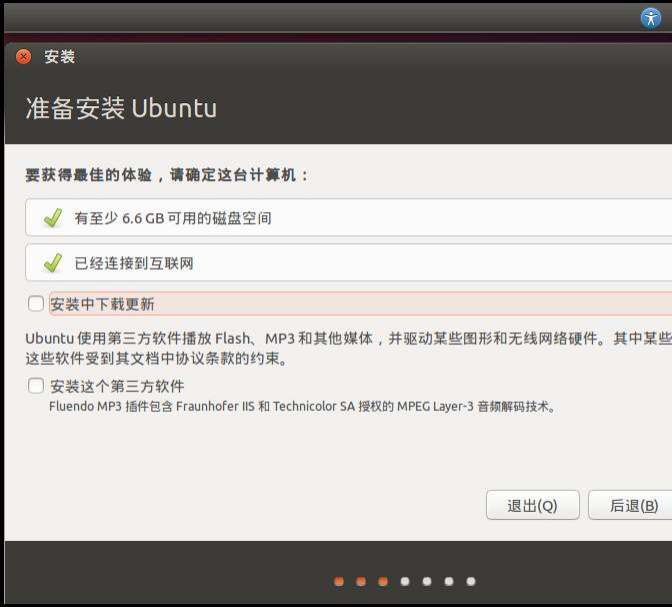 安装
准备安装 Ubuntu
要获得最佳的体验，请确定这台计算机：
有至少 6.6 GB 可用的磁盘空间
已经连接到互联网
安装中下载更新
Ubuntu 使用第三方软件播放 Flash、MP3 和其他媒体，并驱动某些图形和无线网络硬件。其中某些
这些软件受到其文档中协议条款的约束。
安装这个第三方软件
Fluendo MP3 插件包含 Fraunhofer IIS 和 Technicolor SA 授权的 MPEG Layer-3 音频解码技术。
退出(Q) 后退(B)